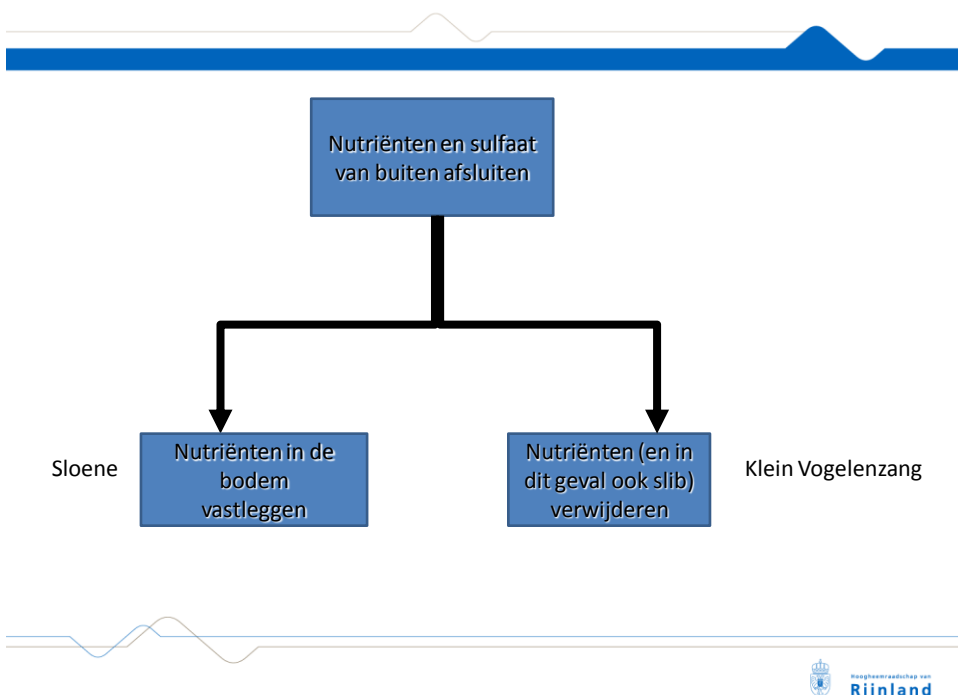 Nutriënten en sulfaat
van buiten afsluiten
Sloene
Nutriënten in de
bodem
vastleggen
Nutriënten (en in
dit geval ook slib)
verwijderen
Klein Vogelenzang
Hoogheemraadschap van
Rijnland